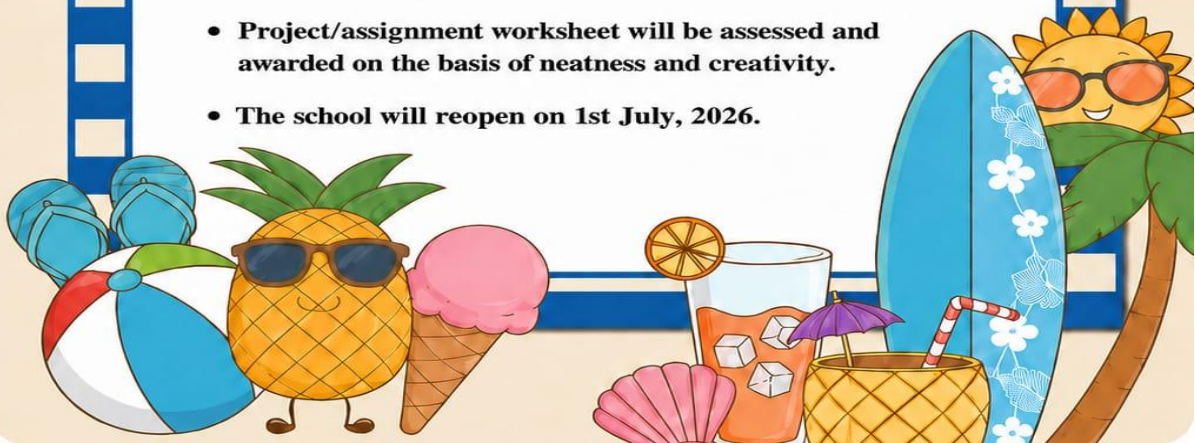 • Project/assignment worksheet will be assessed and
awarded on the basis of neatness and creativity.
• The school will reopen on 1st July, 2026.